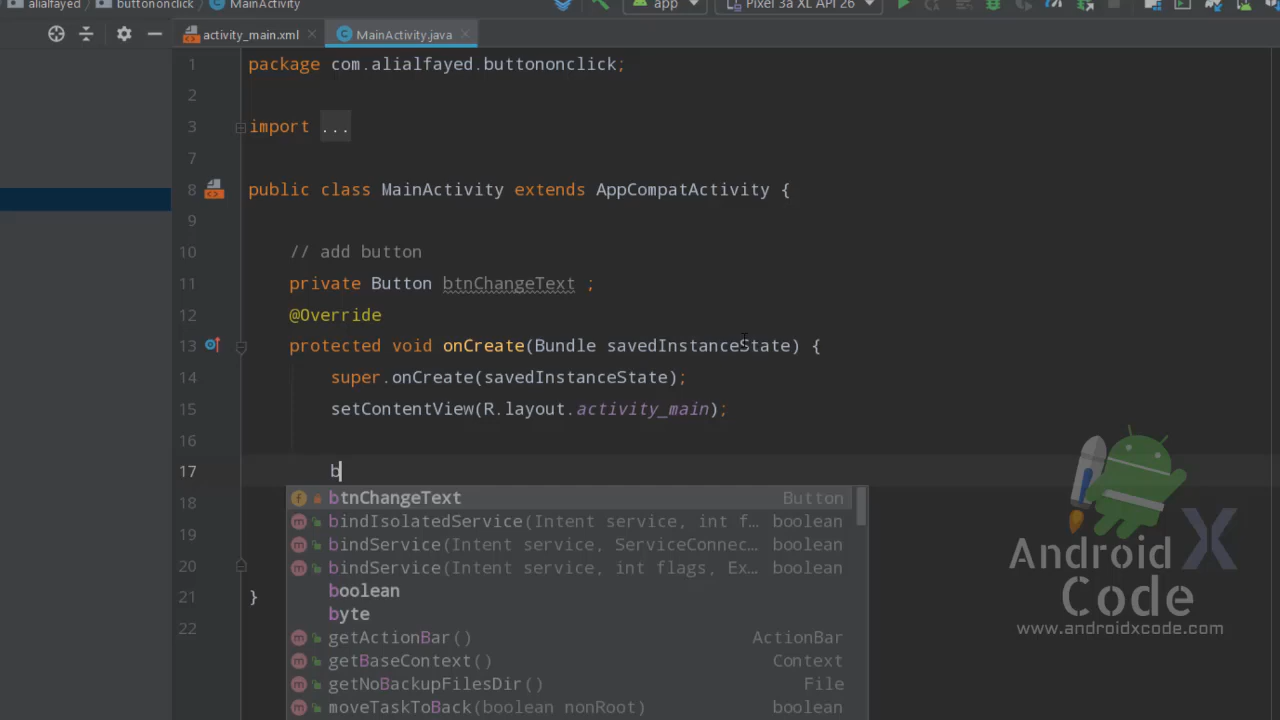 alialfayed
buttononclick
MainActivity
app
Pixel 3a XL API 26
activity_main.xml
MainActivity.java
1 package com.alialfayed.buttononclick;
2
3 import ...
7
8 public class MainActivity extends AppCompatActivity {
9
10 // add button
11 private Button btnChangeText ;
12 @Override
13 protected void onCreate(Bundle savedInstanceState) {
14 super.onCreate(savedInstanceState);
15 setContentView(R.layout.activity_main);
16
17 b
18 btnChangeText Button
bindIsolatedService(Intent service, int f… boolean
19 bindService(Intent service, ServiceConnec… boolean
20 bindService(Intent service, int flags, Ex… boolean
boolean
21 }
byte
22
getActionBar() ActionBar
getBaseContext() Context
getNoBackupFilesDir() File
moveTaskToBack(boolean nonRoot) boolean
Android X
Code
www.androidxcode.com